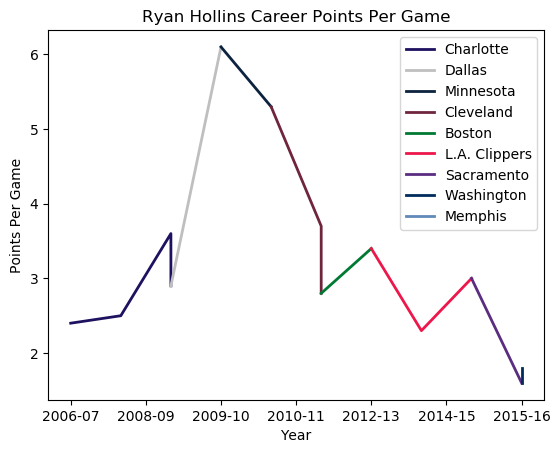 Ryan Hollins Career Points Per Game
Points Per Game
6
5
4
3
2
Charlotte
Dallas
Minnesota
Cleveland
Boston
L.A. Clippers
Sacramento
Washington
Memphis
2006-07 2008-09 2009-10 2010-11 2012-13 2014-15 2015-16
Year